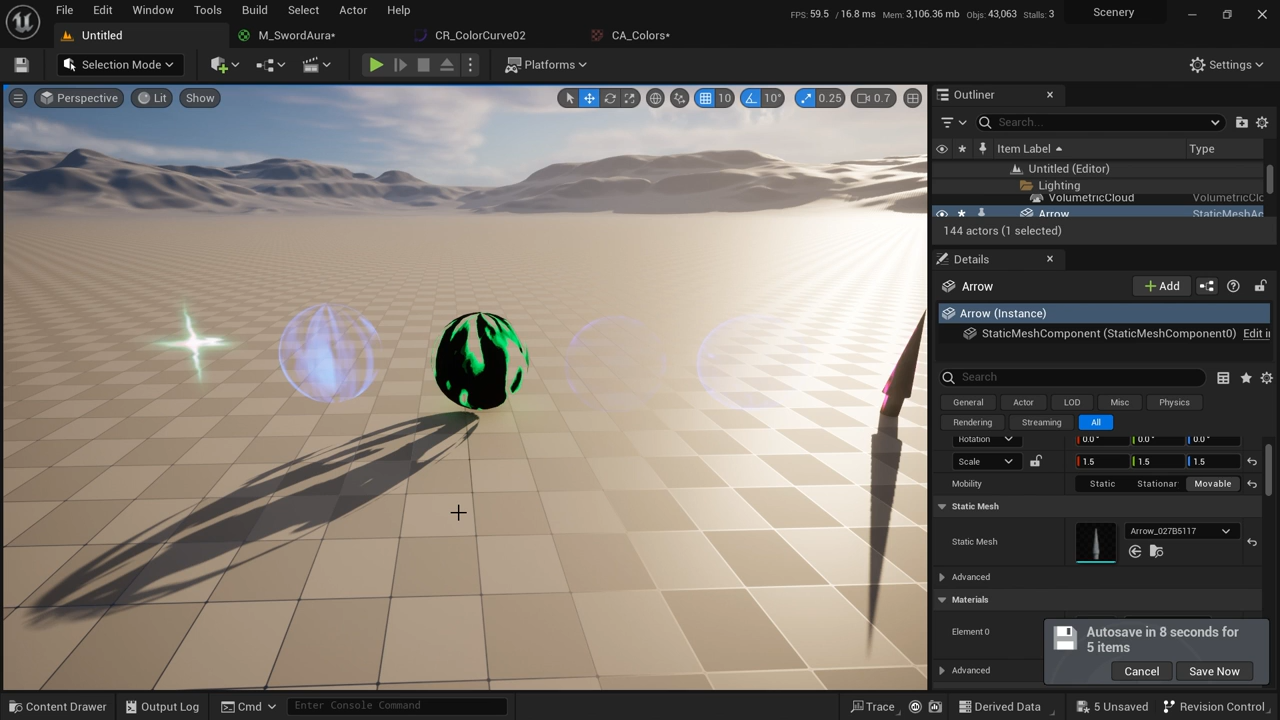 File Edit Window Tools Build Select Actor Help
FPS: 59.5 / 16.8 ms Mem: 3,106.36 mb Objs: 43,063 Stalls: 3
Scenery
Untitled
M_SwordAura*
CR_ColorCurve02
CA_Colors*
Selection Mode
Platforms
Settings
Perspective
Lit
Show
10
10°
0.25
0.7
Outliner
Search...
Item Label
Type
Untitled (Editor)
Lighting
VolumetricCloud VolumetricClo
Arrow StaticMeshAc
144 actors (1 selected)
Details
Arrow
+ Add
Arrow (Instance)
StaticMeshComponent (StaticMeshComponent0) Edit i
Search
General Actor LOD Misc Physics
Rendering Streaming All
Rotation 0.0° 0.0° 0.0°
Scale 1.5 1.5 1.5
Mobility Static Stationar Movable
Static Mesh
Static Mesh
Arrow_027B5117
Advanced
Materials
Element 0
Advanced
Autosave in 8 seconds for
5 items
Cancel Save Now
Content Drawer
Output Log
Cmd
Enter Console Command
Trace
Derived Data
5 Unsaved
Revision Control